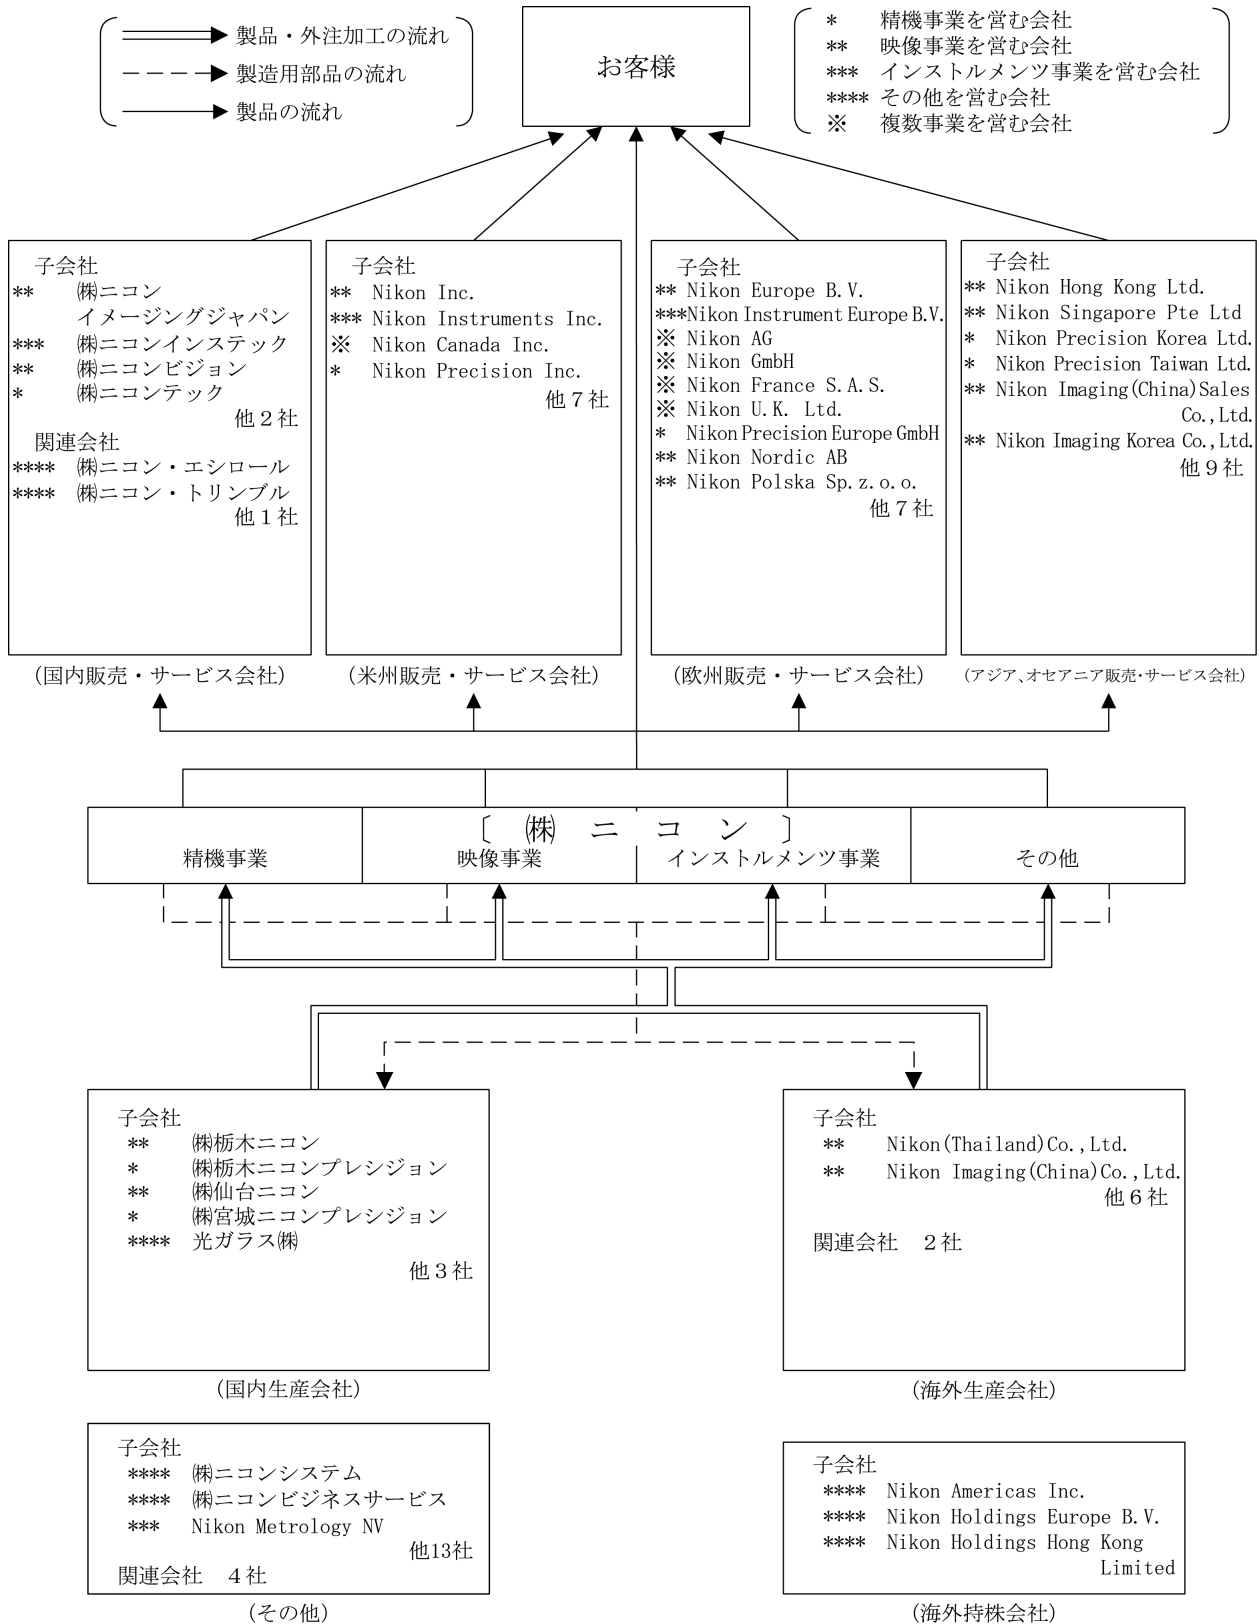 製品・外注加工の流れ
製造用部品の流れ
製品の流れ
お客様
* 精機事業を営む会社
** 映像事業を営む会社
*** インストルメンツ事業を営む会社
**** その他を営む会社
※ 複数事業を営む会社
子会社
** ㈱ニコン
イメージングジャパン
*** ㈱ニコンインステック
** ㈱ニコンビジョン
* ㈱ニコンテック
他2社
関連会社
**** ㈱ニコン・エシロール
**** ㈱ニコン・トリンブル
他1社
(国内販売・サービス会社)
子会社
** Nikon Inc.
*** Nikon Instruments Inc.
※ Nikon Canada Inc.
* Nikon Precision Inc.
他7社
(米州販売・サービス会社)
子会社
** Nikon Europe B.V.
***Nikon Instrument Europe B.V.
※ Nikon AG
※ Nikon GmbH
※ Nikon France S.A.S.
※ Nikon U.K. Ltd.
* Nikon Precision Europe GmbH
** Nikon Nordic AB
** Nikon Polska Sp.z.o.o.
他7社
(欧州販売・サービス会社)
子会社
** Nikon Hong Kong Ltd.
** Nikon Singapore Pte Ltd
* Nikon Precision Korea Ltd.
* Nikon Precision Taiwan Ltd.
** Nikon Imaging(China)Sales
Co.,Ltd.
** Nikon Imaging Korea Co.,Ltd.
他9社
(アジア、オセアニア販売・サービス会社)
〔 ㈱ ニ コ ン 〕
精機事業 映像事業 インストルメンツ事業 その他
子会社
** ㈱栃木ニコン
* ㈱栃木ニコンプレシジョン
** ㈱仙台ニコン
* ㈱宮城ニコンプレシジョン
**** 光ガラス㈱
他3社
(国内生産会社)
子会社
** Nikon(Thailand)Co.,Ltd.
** Nikon Imaging(China)Co.,Ltd.
他6社
関連会社 2社
(海外生産会社)
子会社
**** ㈱ニコンシステム
**** ㈱ニコンビジネスサービス
*** Nikon Metrology NV
他13社
関連会社 4社
(その他)
子会社
**** Nikon Americas Inc.
**** Nikon Holdings Europe B.V.
**** Nikon Holdings Hong Kong
Limited
(海外持株会社)